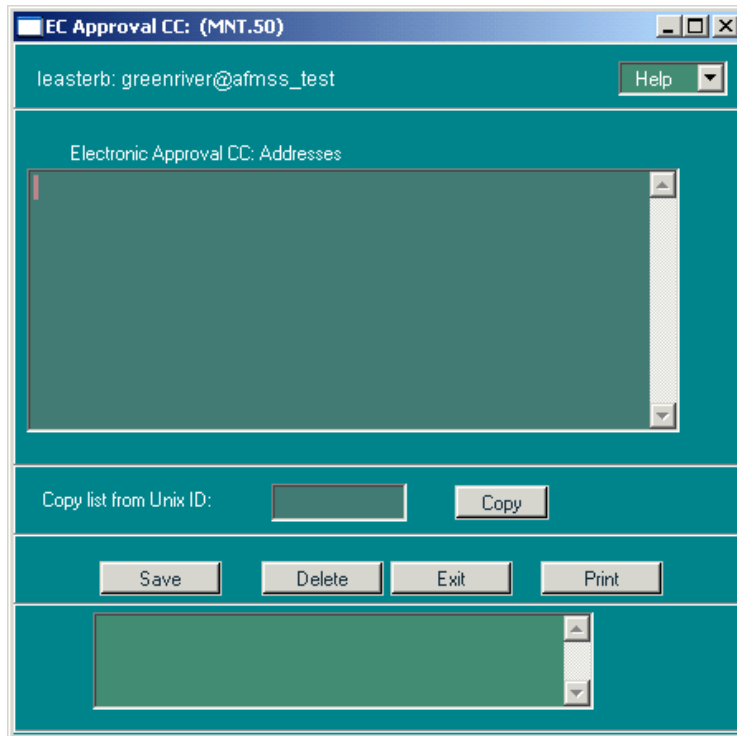 EC Approval CC: (MNT.50)
leasterb: greenriver@afmss_test
Help
Electronic Approval CC: Addresses
Copy list from Unix ID:
Copy
Save Delete Exit Print